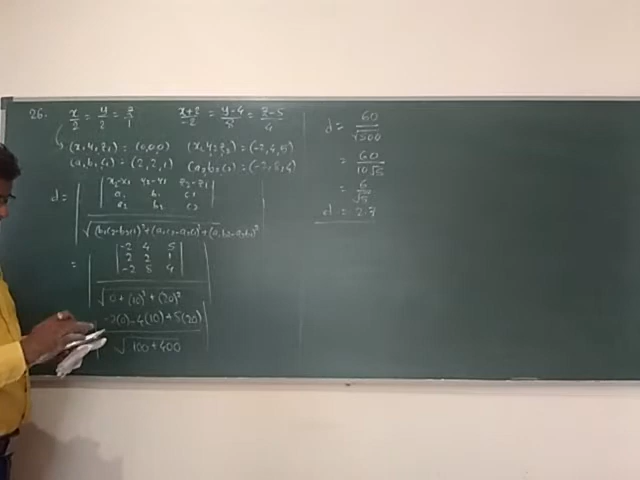 26. x/2 = y/2 = z/1    x+2/-2 = y-4/8 = z-5/4
(x₁, y₁, z₁) = (0,0,0)    (x₂, y₂, z₂) = (-2,4,5)
(a₁, b₁, c₁) = (2,2,1)    (a₂, b₂, c₂) = (-2,8,4)
d = | |x₂-x₁ y₂-y₁ z₂-z₁|
a₁ b₁ c₁
a₂ b₂ c₂
√(b₁c₂-b₂c₁)²+(a₁c₂-a₂c₁)²+(a₁b₂-a₂b₁)²
= | |-2 4 5|
2 2 1
-2 8 4
√0+(10)²+(20)²
-2(0)-4(10)+5(20)
√100+400
d = 60/√500
= 60/10√5
= 6/√5
d = 2.7